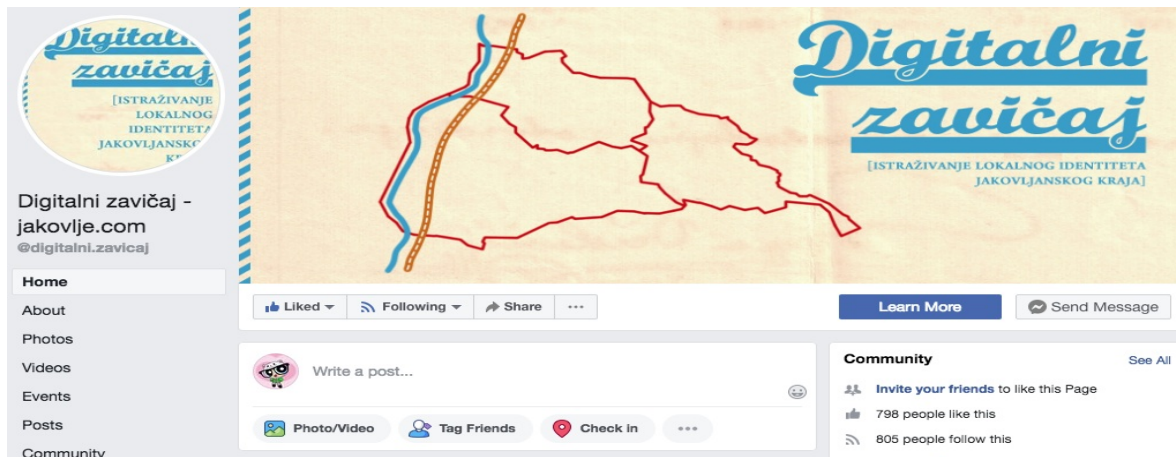 Digitalni
zavičaj
[ISTRAŽIVANJE
LOKALNOG
IDENTITETA
JAKOVLJANSKO
Digitalni zavičaj -
jakovlje.com
@digitalni.zavicaj
Home
About
Photos
Videos
Events
Posts
Community
Digitalni
zavičaj
[ISTRAŽIVANJE LOKALNOG IDENTITETA
JAKOVLJANSKOG KRAJA]
Liked
Following
Share
Learn More
Send Message
Write a post...
Photo/Video
Tag Friends
Check in
Community
See All
Invite your friends to like this Page
798 people like this
805 people follow this